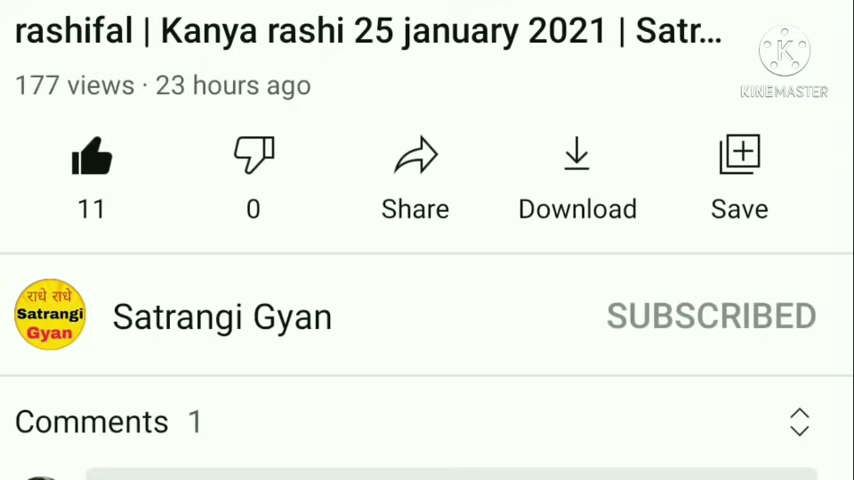 rashifal | Kanya rashi 25 january 2021 | Satr...
177 views · 23 hours ago
K
KINEMASTER
11
0
Share
Download
Save
राधे राधे
Satrangi
Gyan
Satrangi Gyan
SUBSCRIBED
Comments 1